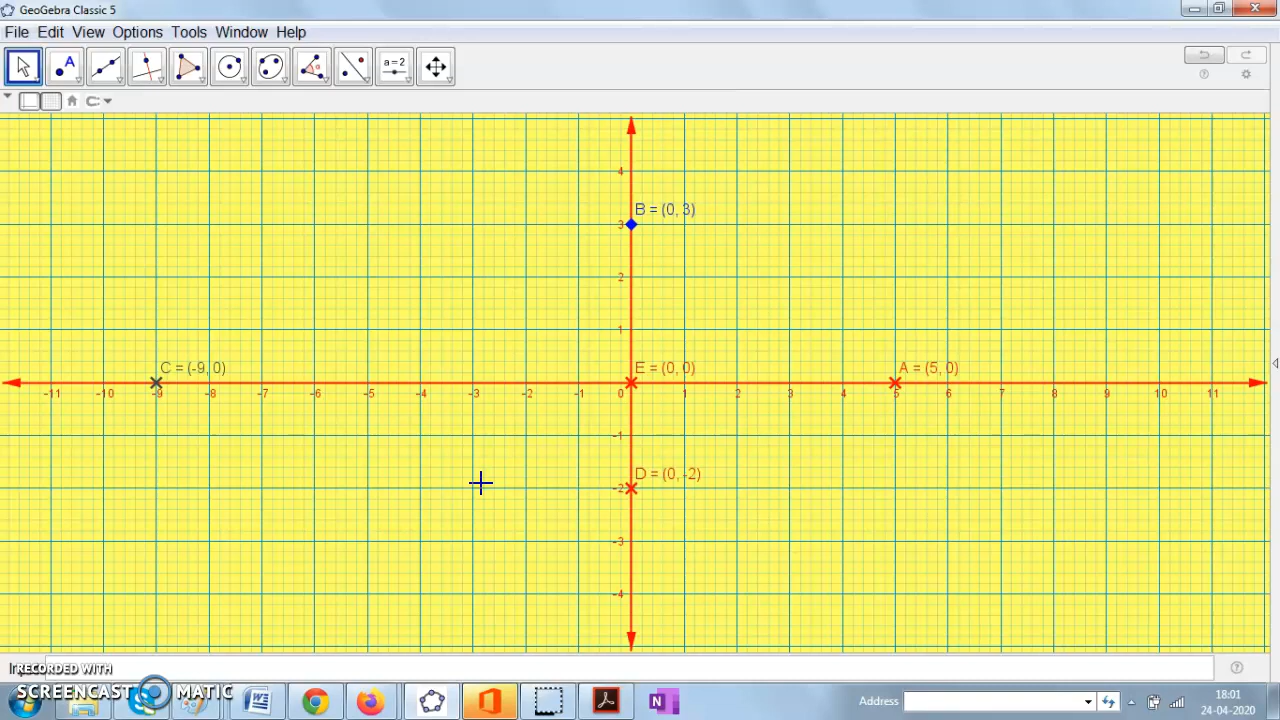 GeoGebra Classic 5
File Edit View Options Tools Window Help
A
a=2
4
B = (0, 3)
3
2
1
C = (-9, 0) E = (0, 0) A = (5, 0)
-11 -10 -9 -8 -7 -6 -5 -4 -3 -2 -1 0 1 2 3 4 5 6 7 8 9 10 11
-1
D = (0, -2)
-2
-3
-4
RECORDED WITH
SCREENCAST MATIC
Address
18:01
24-04-2020